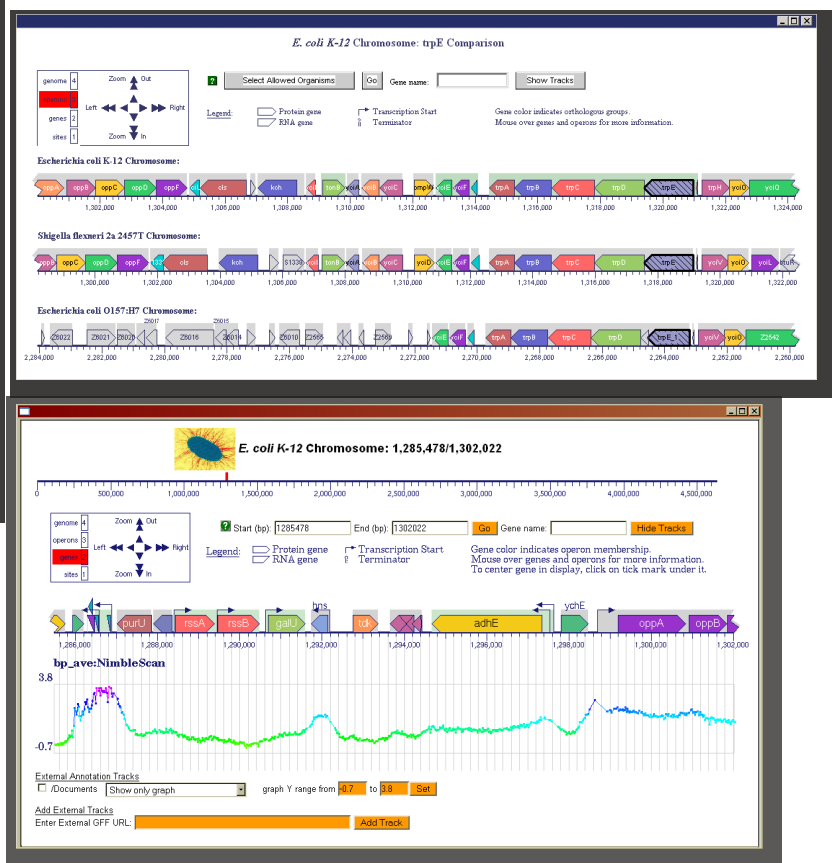 E. coli K-12 Chromosome: trpE Comparison
genome 4
genes 2
sites 1
Zoom Out
Left Right
Zoom In
? Select Allowed Organisms Go Gene name: Show Tracks
Legend: Protein gene Transcription Start Gene color indicates orthologous groups.
RNA gene Terminator Mouse over genes and operons for more information.
Escherichia coli K-12 Chromosome:
oppA oppB oppC oppD oppF cls kch tonB yciA yciB yciC ompW yciE yciF trpA trpB trpC trpD trpE trpH yciO yciQ
1,302,000 1,304,000 1,306,000 1,308,000 1,310,000 1,312,000 1,314,000 1,316,000 1,318,000 1,320,000 1,322,000 1,324,000
Shigella flexneri 2a 2457T Chromosome:
oppB oppC oppD oppF cls kch S1339 tonB yciA yciB yciC yciD yciE yciF trpA trpB trpC trpD trpE yciV yciO yciL btuR
1,300,000 1,302,000 1,304,000 1,306,000 1,308,000 1,310,000 1,312,000 1,314,000 1,316,000 1,318,000 1,320,000 1,322,000
Escherichia coli O157:H7 Chromosome:
Z6017 Z6015
Z6022 Z6021 Z6020 Z6016 Z6014 Z6010 Z2566 Z2560 yciE yciF trpA trpB trpC trpD trpE_1 yciV yciO Z2542
2,284,000 2,282,000 2,280,000 2,278,000 2,276,000 2,274,000 2,272,000 2,270,000 2,268,000 2,266,000 2,264,000 2,262,000 2,260,000
E. coli K-12 Chromosome: 1,285,478/1,302,022
0 500,000 1,000,000 1,500,000 2,000,000 2,500,000 3,000,000 3,500,000 4,000,000 4,500,000
genome 4
operons 3
genes
sites 1
Zoom Out
Left Right
Zoom In
? Start (bp): 1285478 End (bp): 1302022 Go Gene name: Hide Tracks
Legend: Protein gene Transcription Start Gene color indicates operon membership.
RNA gene Terminator Mouse over genes and operons for more information.
To center gene in display, click on tick mark under it.
hns ychE
purU rssA rssB galU tdk adhE oppA oppB
1,286,000 1,288,000 1,290,000 1,292,000 1,294,000 1,296,000 1,298,000 1,300,000 1,302,000
bp_ave:NimbleScan
3.8
-0.7
External Annotation Tracks
/Documents Show only graph graph Y range from -0.7 to 3.8 Set
Add External Tracks
Enter External GFF URL: Add Track